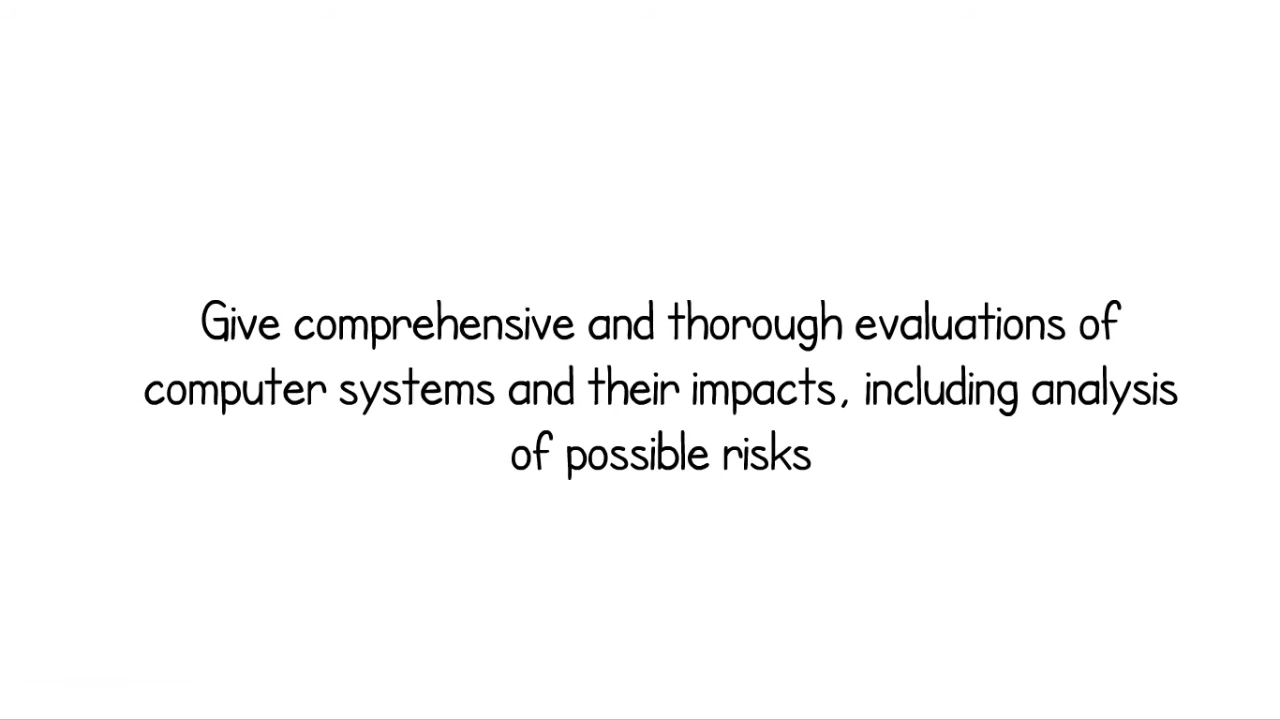 Give comprehensive and thorough evaluations of
computer systems and their impacts, including analysis
of possible risks